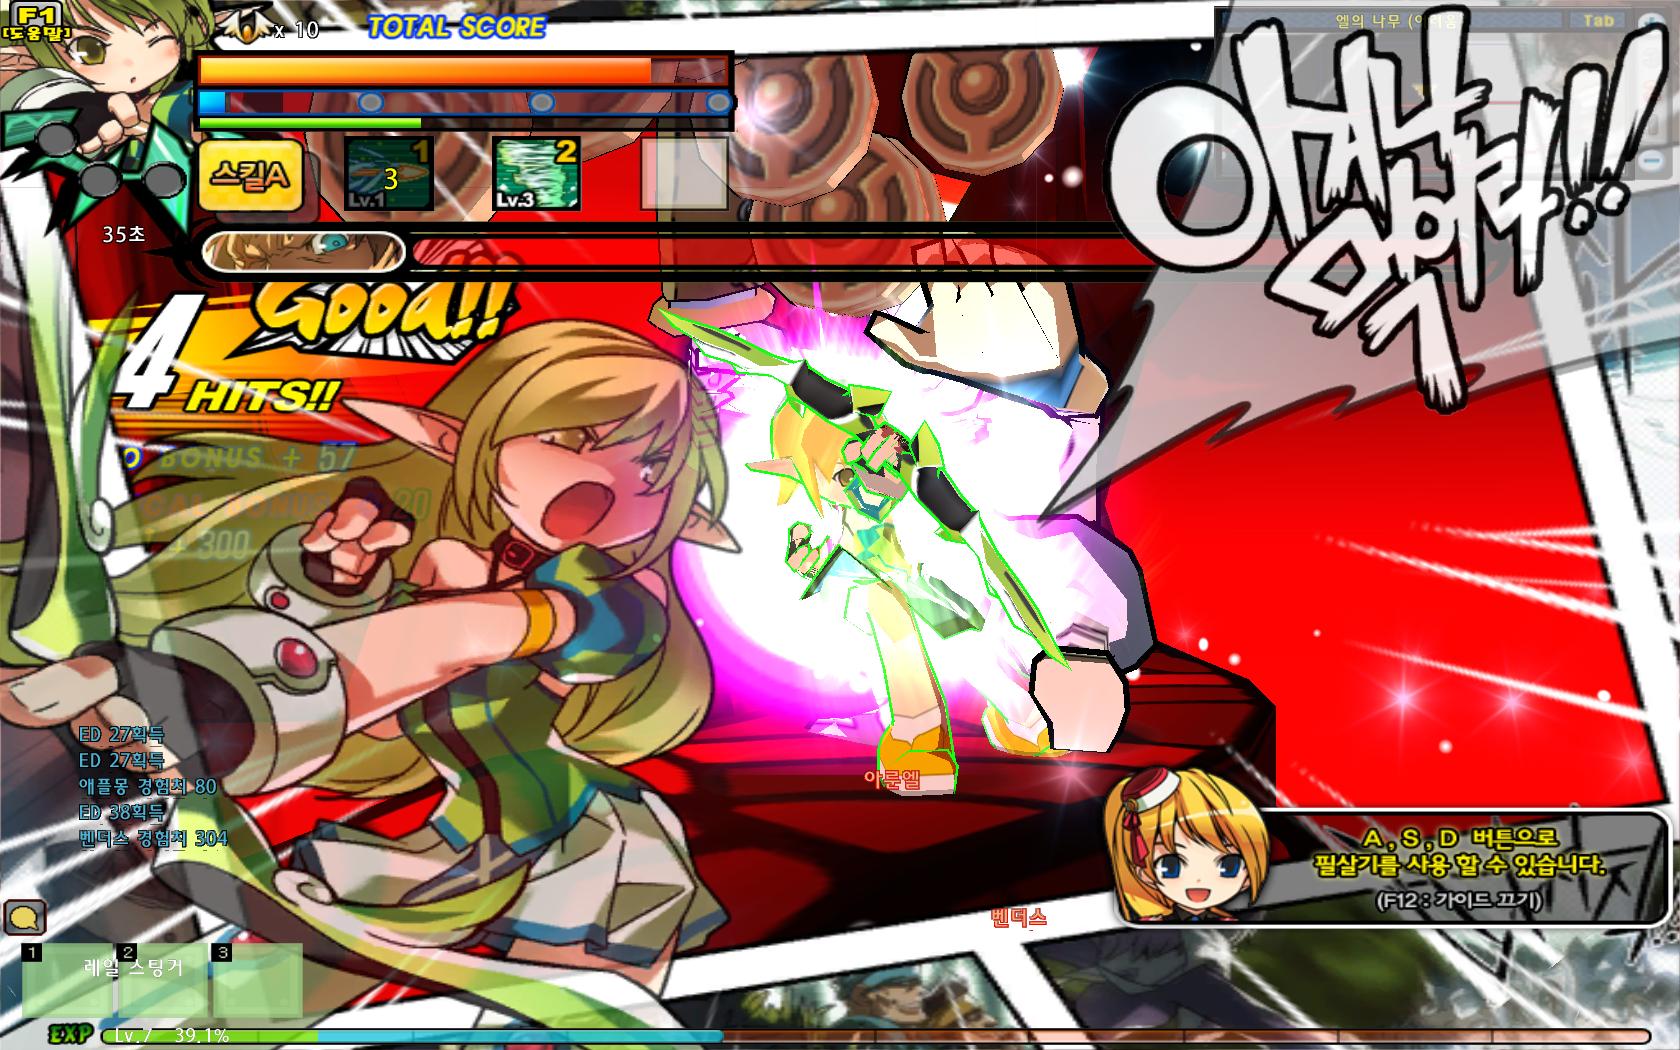 F1
[도움말]
x 10
TOTAL SCORE
엘의 나무
Tab
스킬A
1
3
Lv.1
2
Lv.3
35초
Good!!
4
HITS!!
BONUS + 57
BONUS
20
+ 300
ED 27획득
ED 27획득
애플몽 경험치 80
ED 38획득
벤더스 경험치 304
아룬엘
벤더스
A , S , D 버튼으로
필살기를 사용 할 수 있습니다.
(F12 : 가이드 끄기)
1
2
3
레일 스팅거
EXP
Lv.7 39.1%